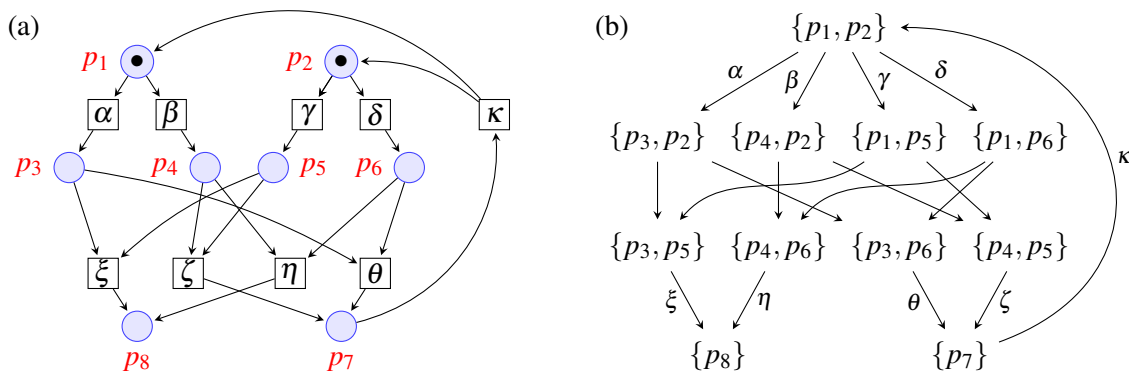 (a)
p₁ p₂
α β γ δ κ
p₃ p₄ p₅ p₆
ξ ζ η θ
p₈ p₇
(b)
{p₁, p₂}
α β γ δ
{p₃, p₂} {p₄, p₂} {p₁, p₅} {p₁, p₆}
κ
{p₃, p₅} {p₄, p₆} {p₃, p₆} {p₄, p₅}
ξ η θ ζ
{p₈} {p₇}